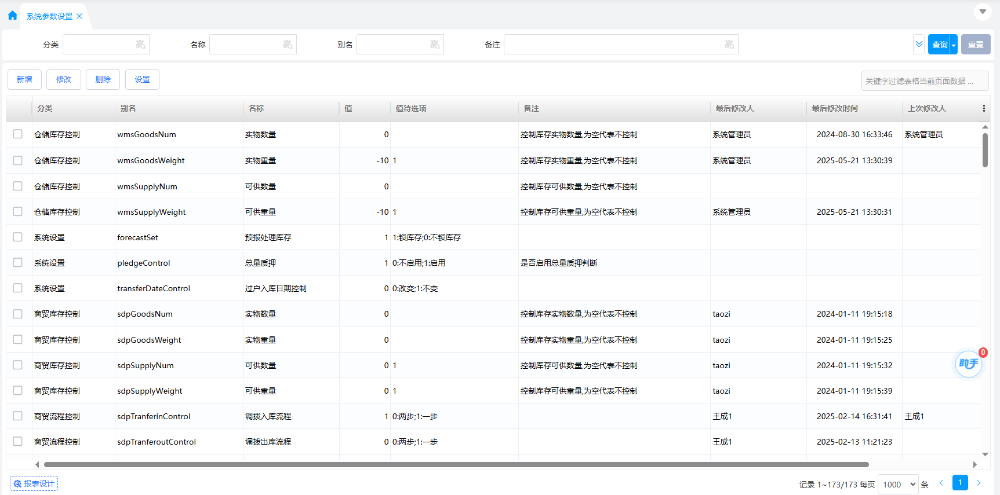 系统参数设置
分类 高 名称 高 别名 高 备注 高 查询 重置
新增 修改 删除 设置 关键字过滤表格当前页面数据 ...
分类 别名 名称 值 值待选项 备注 最后修改人 最后修改时间 上次修改人
仓储库存控制 wmsGoodsNum 实物数量 0 控制库存实物数量,为空代表不控制 系统管理员 2024-08-30 16:33:46 系统管理员
仓储库存控制 wmsGoodsWeight 实物重量 -10 1 控制库存实物重量,为空代表不控制 系统管理员 2025-05-21 13:30:39
仓储库存控制 wmsSupplyNum 可供数量 0 控制库存可供数量,为空代表不控制
仓储库存控制 wmsSupplyWeight 可供重量 -10 1 控制库存可供重量,为空代表不控制 系统管理员 2025-05-21 13:30:31
系统设置 forecastSet 预报处理库存 1 1:锁库存;0:不锁库存
系统设置 pledgeControl 总量质押 1 0:不启用;1:启用 是否启用总量质押判断
系统设置 transferDateControl 过户入库日期控制 0 0:改变;1:不变
商贸库存控制 sdpGoodsNum 实物数量 0 控制库存实物数量,为空代表不控制 taozi 2024-01-11 19:15:18
商贸库存控制 sdpGoodsWeight 实物重量 0 控制库存实物重量,为空代表不控制 taozi 2024-01-11 19:15:25
商贸库存控制 sdpSupplyNum 可供数量 0 1 控制库存可供数量,为空代表不控制 taozi 2024-01-11 19:15:32
商贸库存控制 sdpSupplyWeight 可供重量 0 1 控制库存可供重量,为空代表不控制 taozi 2024-01-11 19:15:39
商贸流程控制 sdpTranferinControl 调拨入库流程 1 0:两步;1:一步 王成1 2025-02-14 16:31:41 王成1
商贸流程控制 sdpTranferoutControl 调拨出库流程 0 0:两步;1:一步 王成1 2025-02-13 11:21:23
助手 0
报表设计 记录 1~173/173 每页 1000 条 1